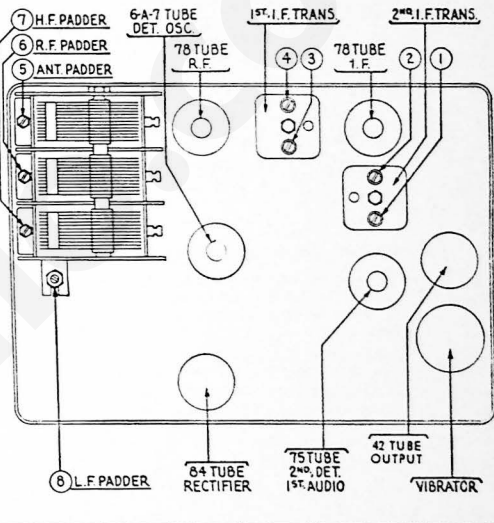 ⑦ H.F. PADDER
⑥ R.F. PADDER
⑤ ANT. PADDER
6-A-7 TUBE
DET. OSC.
78 TUBE
R.F.
1ST. I.F. TRANS.
④ ③
78 TUBE
I.F.
2ND. I.F. TRANS.
② ①
⑧ L.F. PADDER
84 TUBE
RECTIFIER
75 TUBE
2ND. DET.
1ST. AUDIO
42 TUBE
OUTPUT
VIBRATOR